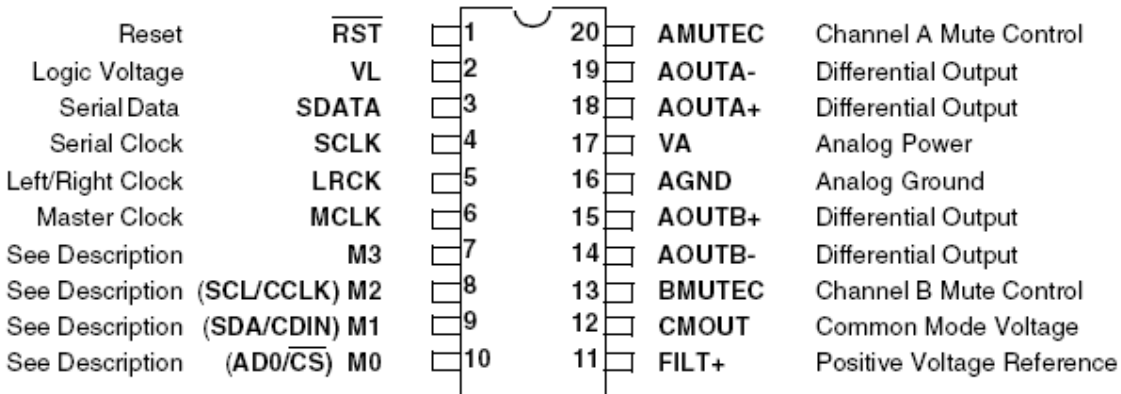 Reset RST 1 20 AMUTEC Channel A Mute Control
Logic Voltage VL 2 19 AOUTA- Differential Output
Serial Data SDATA 3 18 AOUTA+ Differential Output
Serial Clock SCLK 4 17 VA Analog Power
Left/Right Clock LRCK 5 16 AGND Analog Ground
Master Clock MCLK 6 15 AOUTB+ Differential Output
See Description M3 7 14 AOUTB- Differential Output
See Description (SCL/CCLK) M2 8 13 BMUTEC Channel B Mute Control
See Description (SDA/CDIN) M1 9 12 CMOUT Common Mode Voltage
See Description (AD0/CS) M0 10 11 FILT+ Positive Voltage Reference